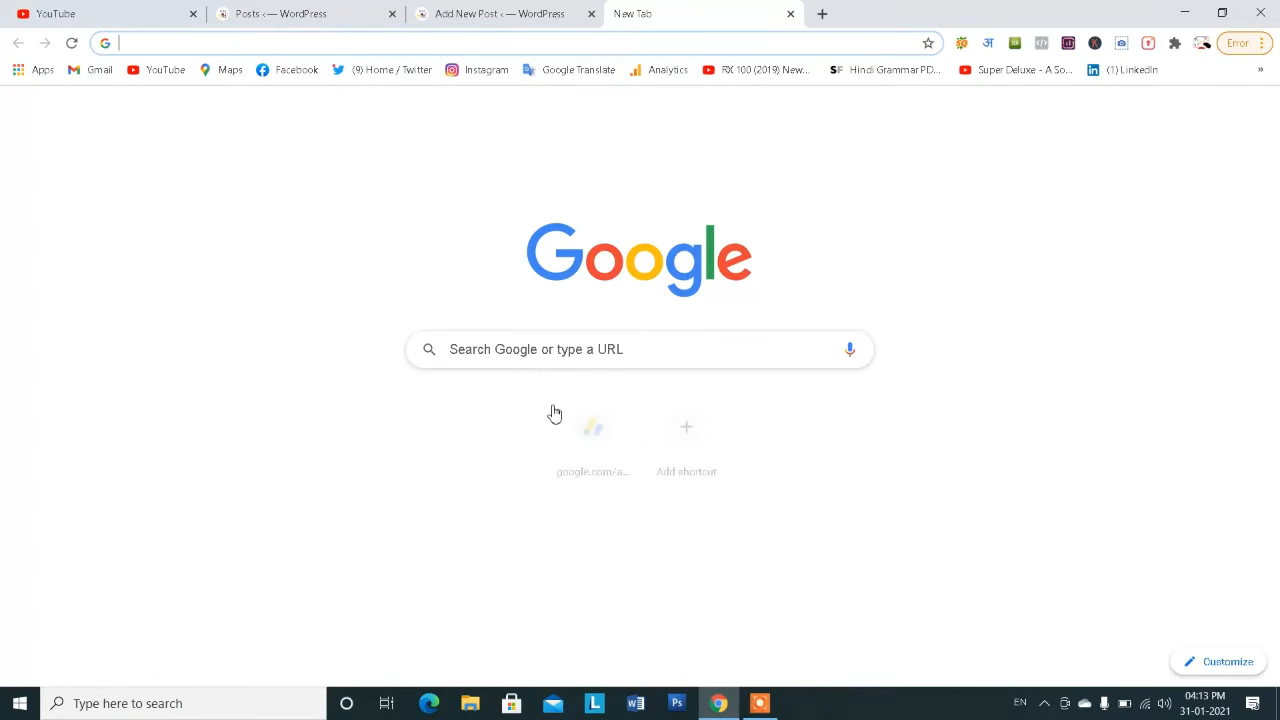 YouTube
Posts ‹ — WordPress
Add New Post ‹ — WordPress
New Tab
अ
Error
Apps
Gmail
YouTube
Maps
Facebook
(9) Home / Twitter
Instagram
Google Translate
Analytics
RX 100 (2019) New...
SF Hindi Grammar PD...
Super Deluxe - A So...
(1) LinkedIn
»
Google
Search Google or type a URL
google.com/a...
Add shortcut
Customize
Type here to search
L
Ps
EN
04:13 PM
31-01-2021